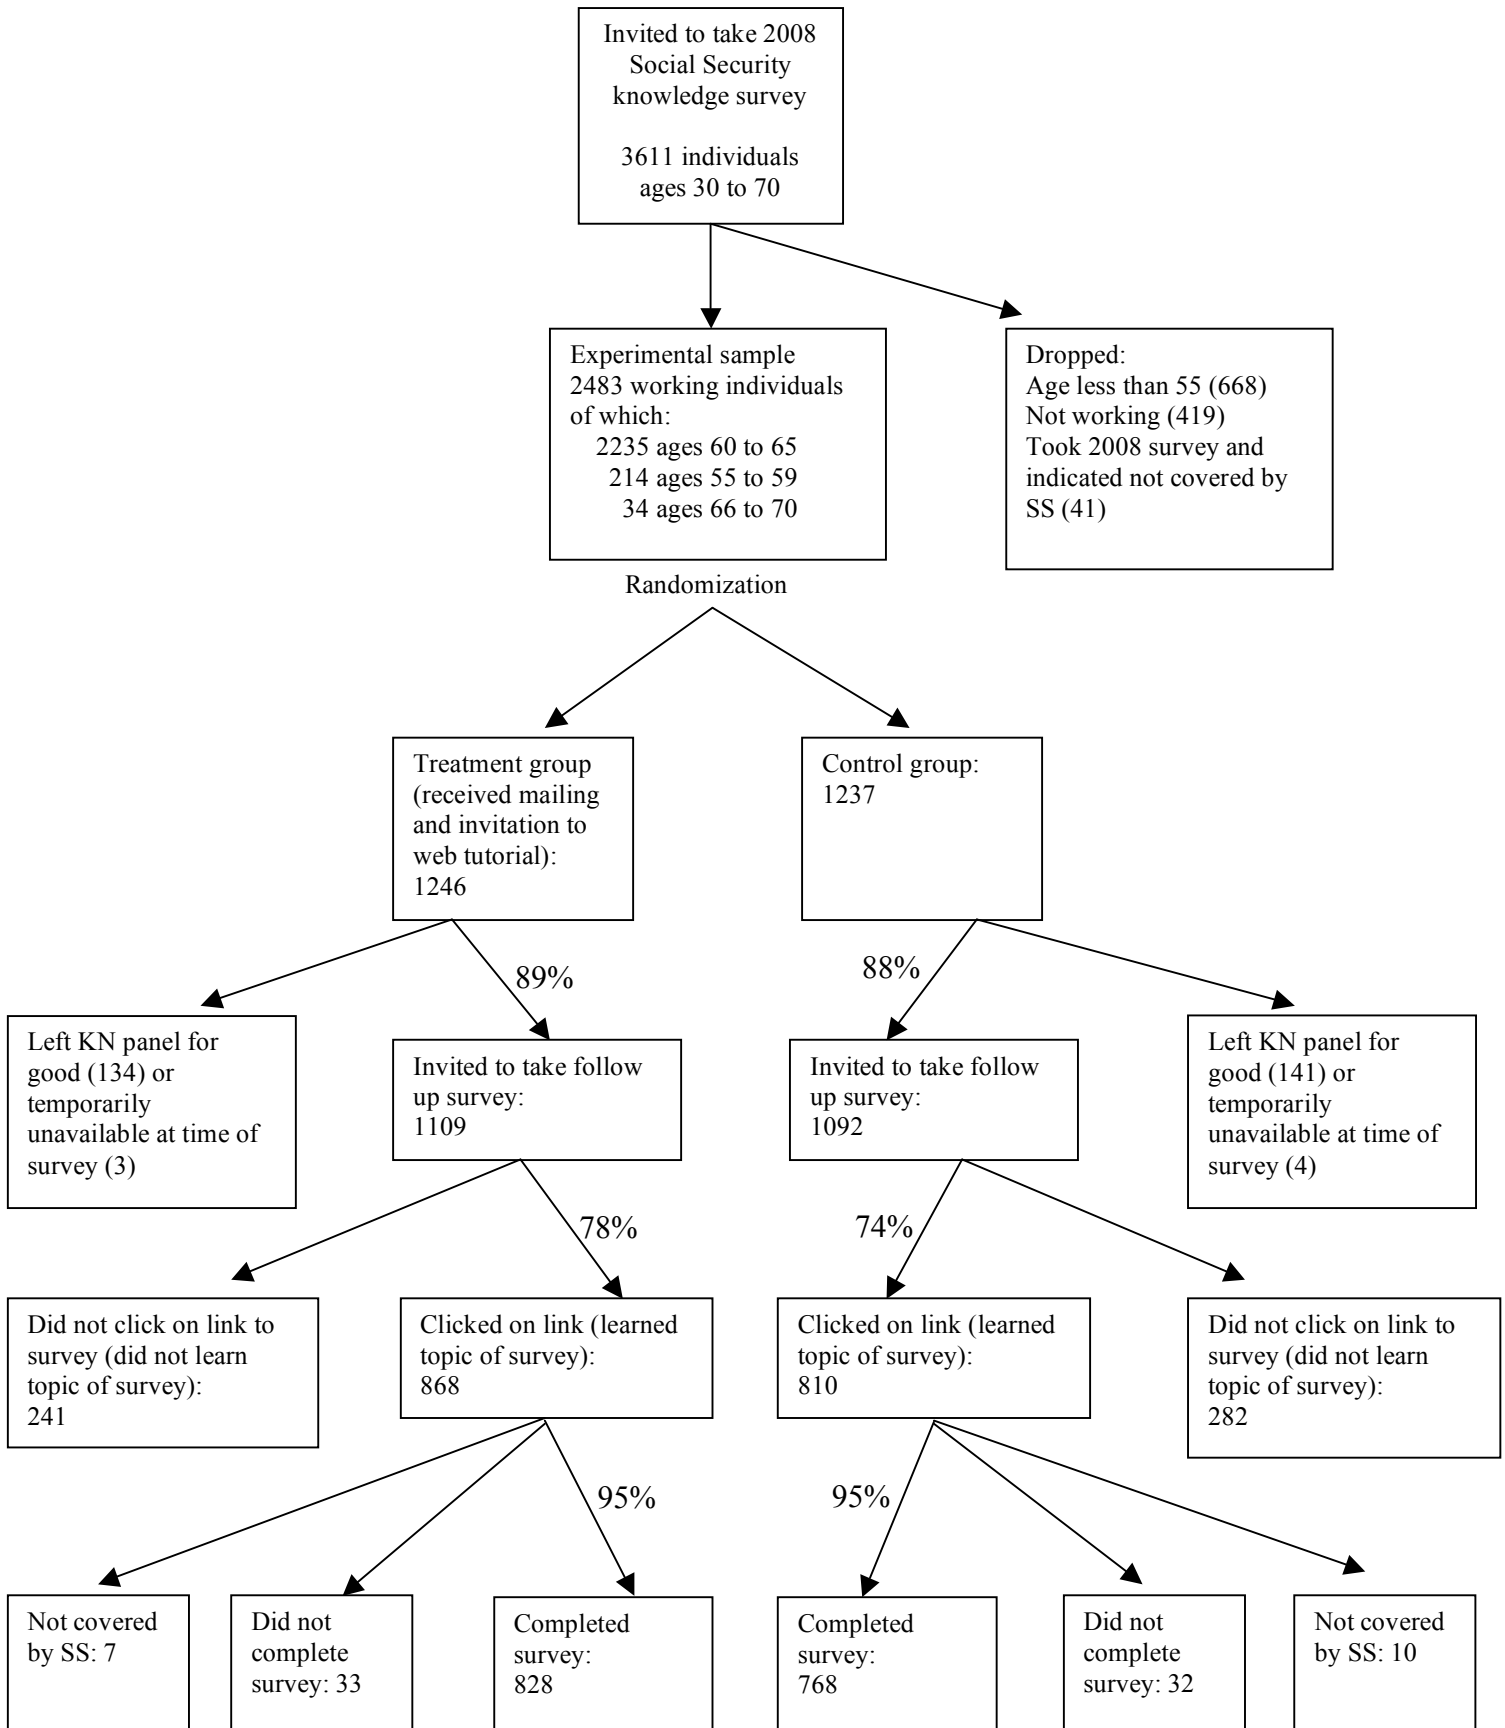 Invited to take 2008
Social Security
knowledge survey
3611 individuals
ages 30 to 70
Experimental sample
2483 working individuals
of which:
2235 ages 60 to 65
214 ages 55 to 59
34 ages 66 to 70
Dropped:
Age less than 55 (668)
Not working (419)
Took 2008 survey and
indicated not covered by
SS (41)
Randomization
Treatment group
(received mailing
and invitation to
web tutorial):
1246
Control group:
1237
89%
88%
Left KN panel for
good (134) or
temporarily
unavailable at time of
survey (3)
Invited to take follow
up survey:
1109
Invited to take follow
up survey:
1092
Left KN panel for
good (141) or
temporarily
unavailable at time of
survey (4)
78%
74%
Did not click on link to
survey (did not learn
topic of survey):
241
Clicked on link (learned
topic of survey):
868
Clicked on link (learned
topic of survey):
810
Did not click on link to
survey (did not learn
topic of survey):
282
95%
95%
Not covered
by SS: 7
Did not
complete
survey: 33
Completed
survey:
828
Completed
survey:
768
Did not
complete
survey: 32
Not covered
by SS: 10